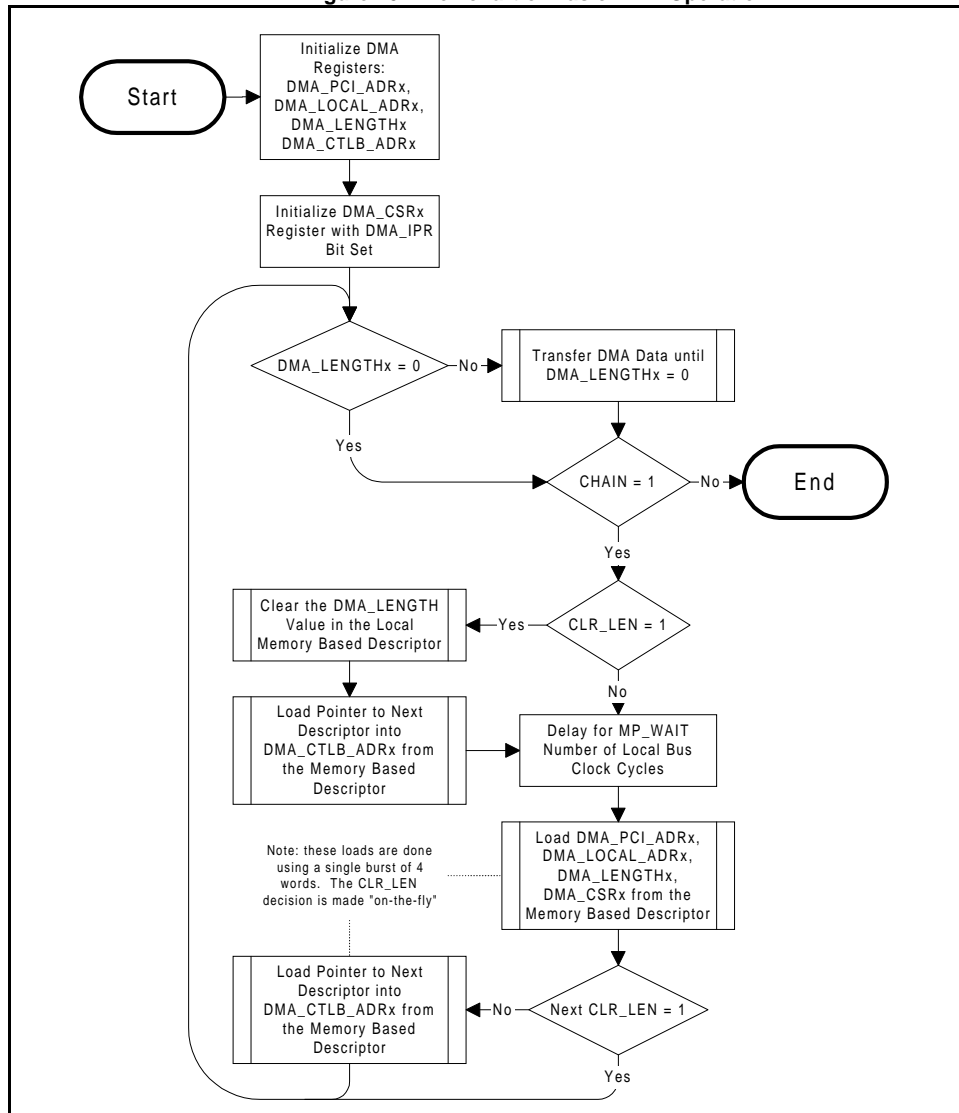 Start
Initialize DMA
Registers:
DMA_PCI_ADRx,
DMA_LOCAL_ADRx,
DMA_LENGTHx
DMA_CTLB_ADRx
Initialize DMA_CSRx
Register with DMA_IPR
Bit Set
DMA_LENGTHx = 0
No
Transfer DMA Data until
DMA_LENGTHx = 0
Yes
CHAIN = 1
No
End
Yes
CLR_LEN = 1
Yes
Clear the DMA_LENGTH
Value in the Local
Memory Based Descriptor
No
Load Pointer to Next
Descriptor into
DMA_CTLB_ADRx from
the Memory Based
Descriptor
Delay for MP_WAIT
Number of Local Bus
Clock Cycles
Note: these loads are done
using a single burst of 4
words. The CLR_LEN
decision is made "on-the-fly"
Load DMA_PCI_ADRx,
DMA_LOCAL_ADRx,
DMA_LENGTHx,
DMA_CSRx from the
Memory Based Descriptor
Next CLR_LEN = 1
No
Load Pointer to Next
Descriptor into
DMA_CTLB_ADRx from
the Memory Based
Descriptor
Yes